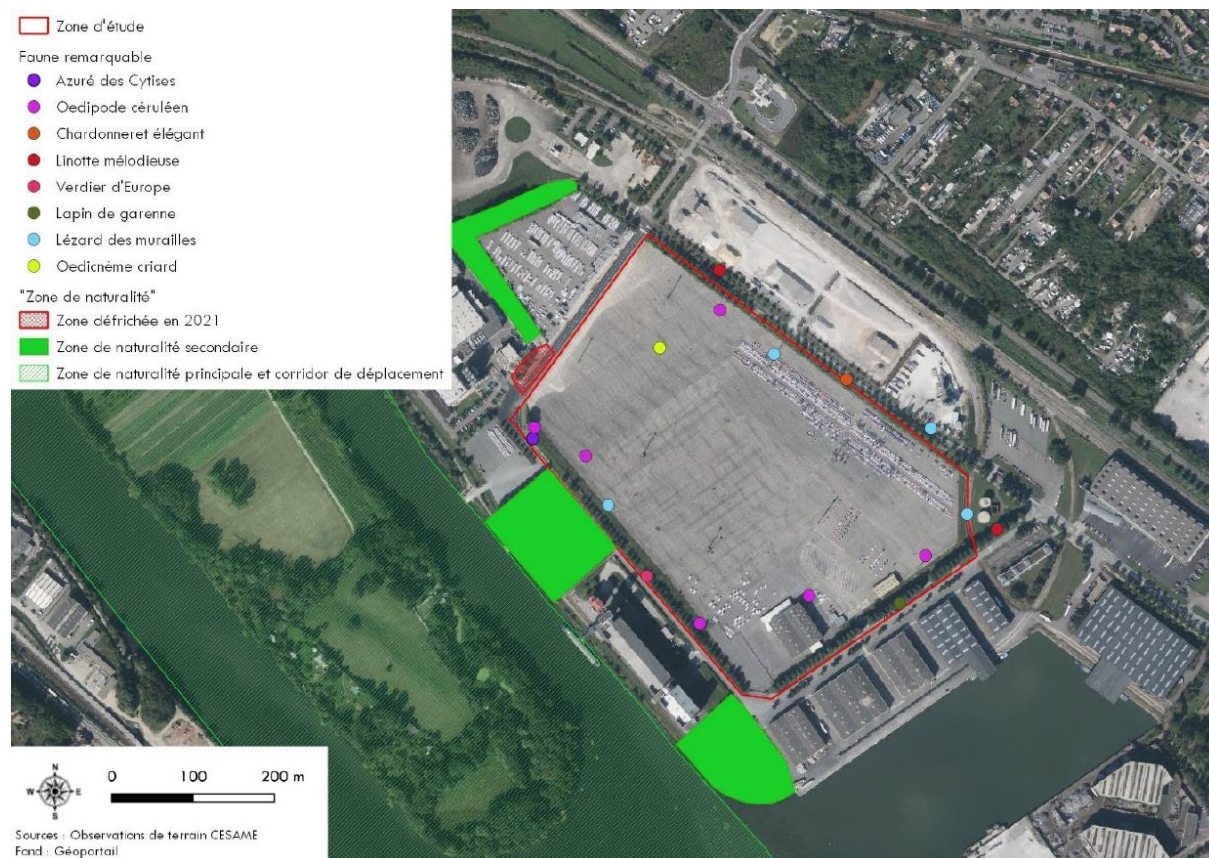 Zone d'étude
Faune remarquable
Azuré des Cytises
Oedipode céruléen
Chardonneret élégant
Linotte mélodieuse
Verdier d'Europe
Lapin de garenne
Lézard des murailles
Oedicnème criard
"Zone de naturalité"
Zone défrichée en 2021
Zone de naturalité secondaire
Zone de naturalité principale et corridor de déplacement
N
W E
S
0 100 200 m
Sources : Observations de terrain CESAME
Fond : Géoportail